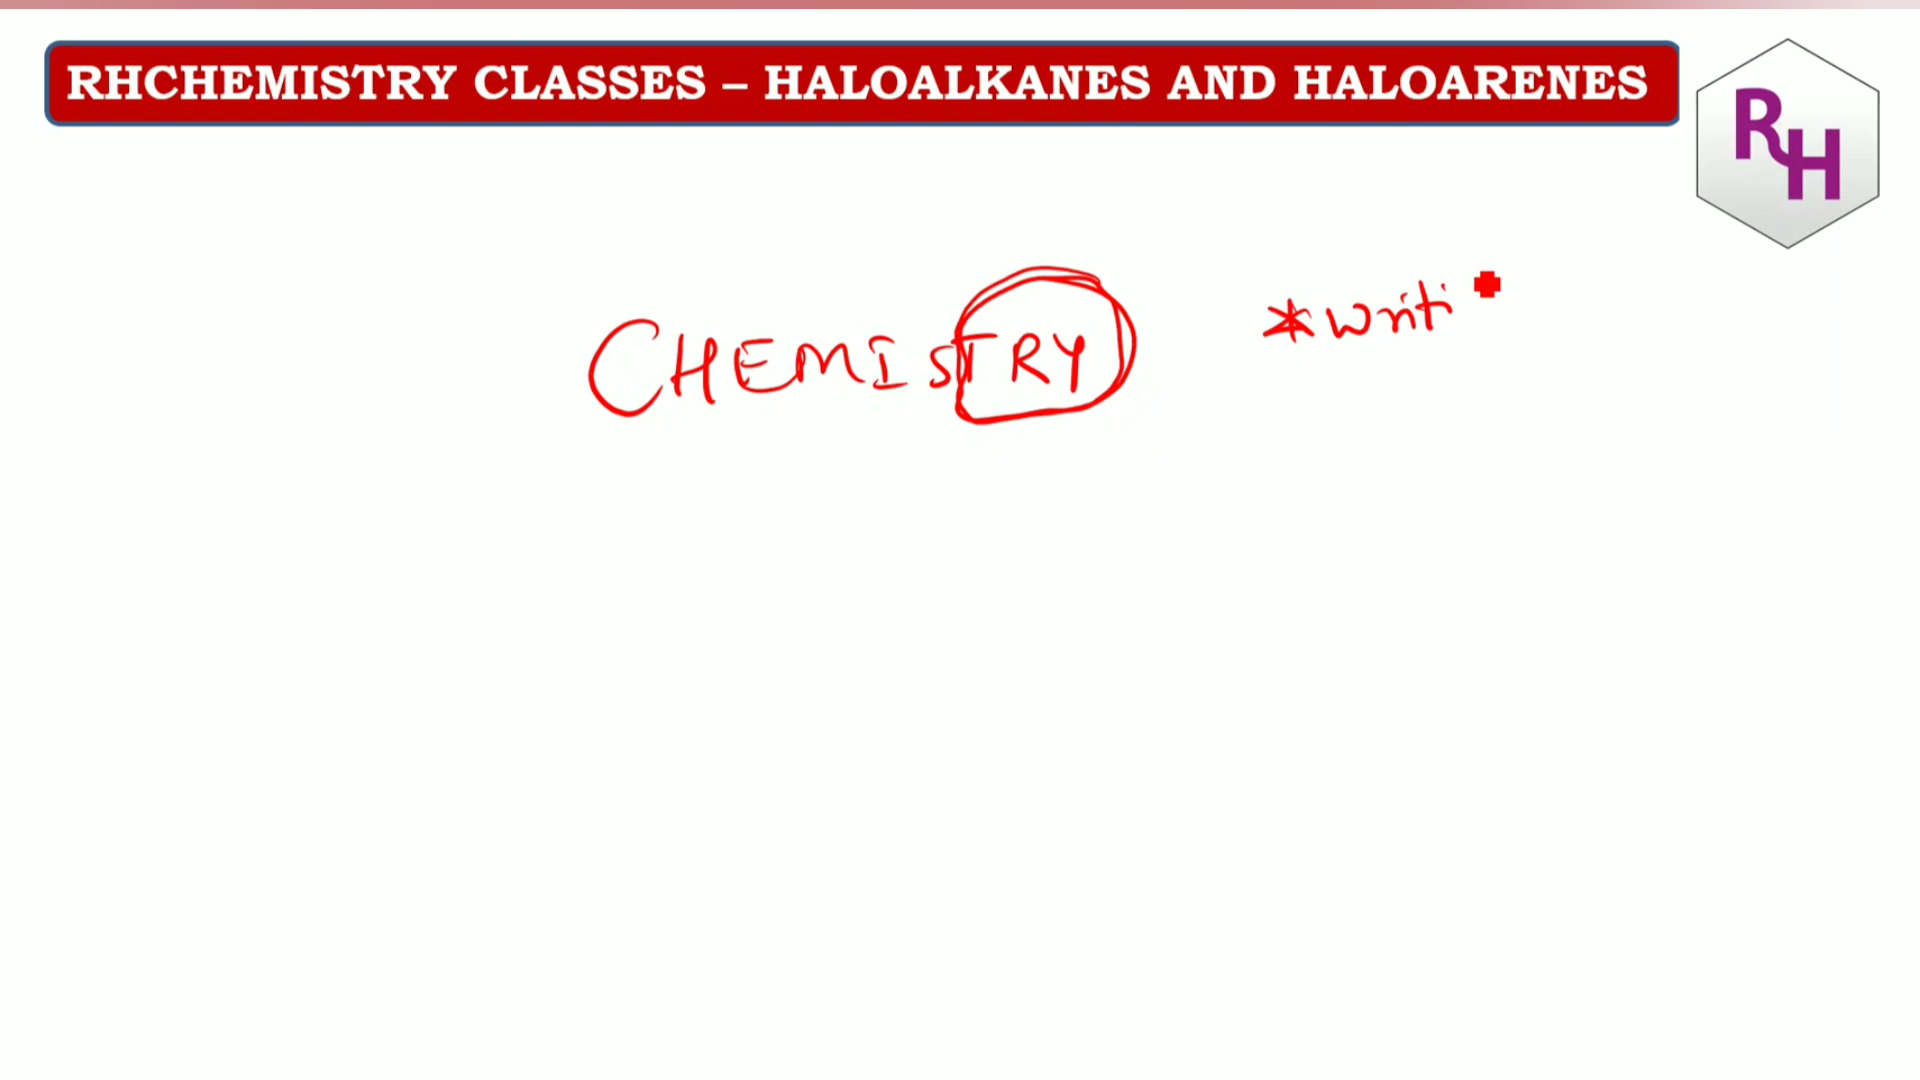 RHCHEMISTRY CLASSES – HALOALKANES AND HALOARENES
RH
CHEMISTRY
*writi